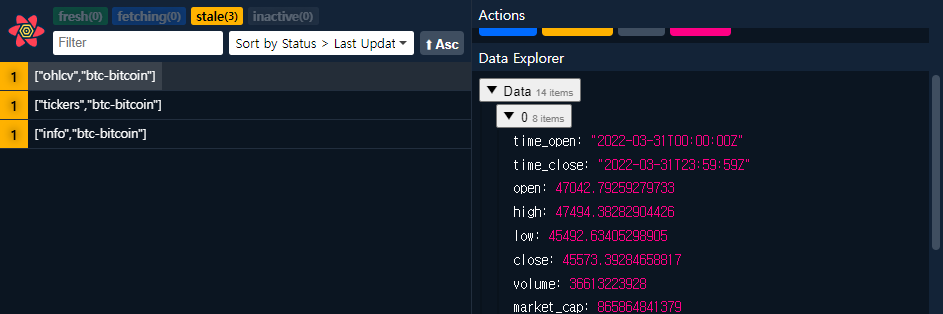 fresh(0) fetching(0) stale(3) inactive(0)
Filter
Sort by Status > Last Updat
⬆ Asc
1 ["ohlcv","btc-bitcoin"]
1 ["tickers","btc-bitcoin"]
1 ["info","btc-bitcoin"]
Actions
Data Explorer
▼ Data 14 items
▼ 0 8 items
time_open: "2022-03-31T00:00:00Z"
time_close: "2022-03-31T23:59:59Z"
open: 47042.79259279733
high: 47494.38282904426
low: 45492.63405298905
close: 45573.39284658817
volume: 36613223928
market_cap: 865864841379